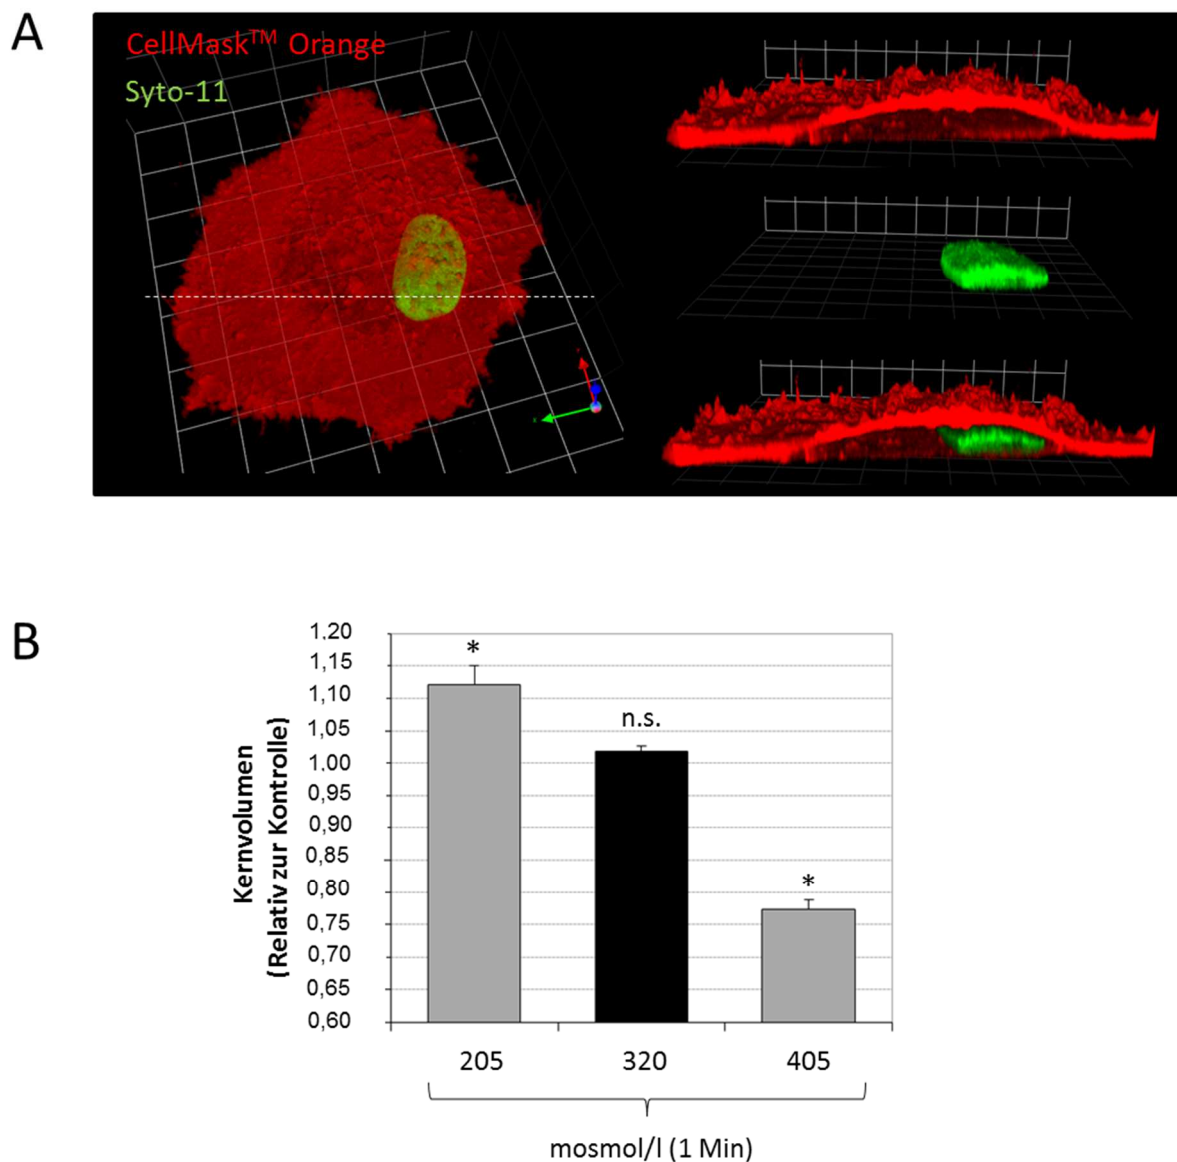 A
CellMask™ Orange
Syto-11
B
Kernvolumen
(Relativ zur Kontrolle)
1,20
1,15
1,10
1,05
1,00
0,95
0,90
0,85
0,80
0,75
0,70
0,65
0,60
*
n.s.
*
205 320 405
mosmol/l (1 Min)